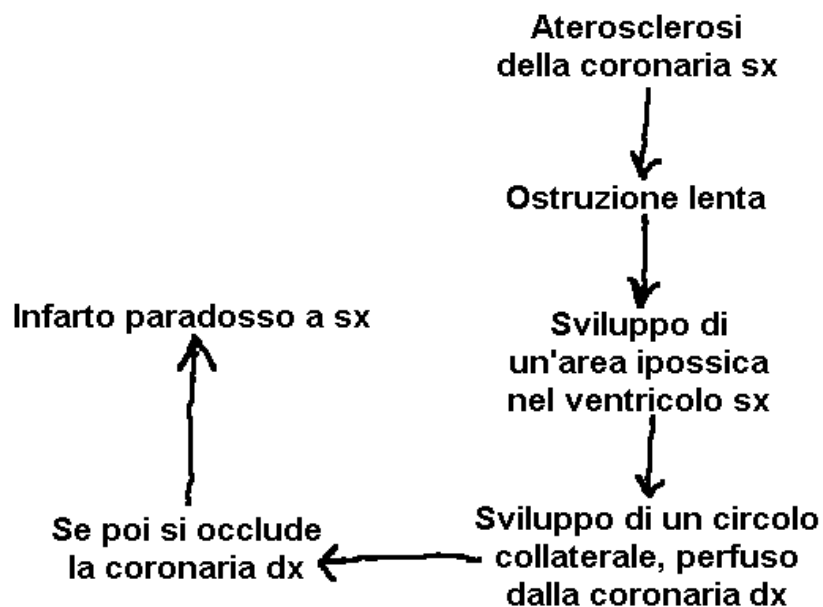 Aterosclerosi
della coronaria sx
Ostruzione lenta
Sviluppo di
un'area ipossica
nel ventricolo sx
Sviluppo di un circolo
collaterale, perfuso
dalla coronaria dx
Se poi si occlude
la coronaria dx
Infarto paradosso a sx